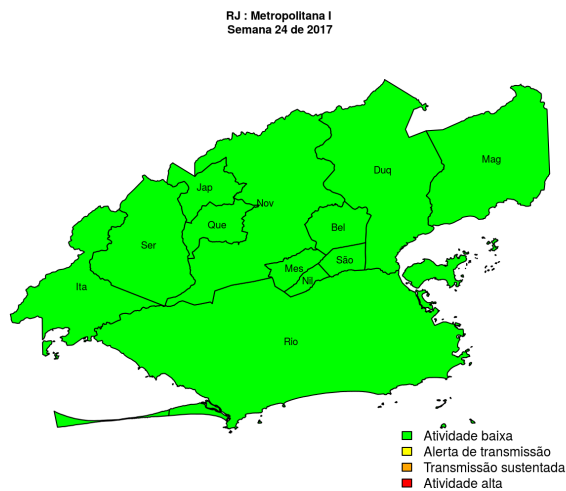 RJ : Metropolitana I
Semana 24 de 2017
Mag
Duq
Jap
Nov
Que
Bel
Ser
São
Mes
Nil
Ita
Rio
Atividade baixa
Alerta de transmissão
Transmissão sustentada
Atividade alta